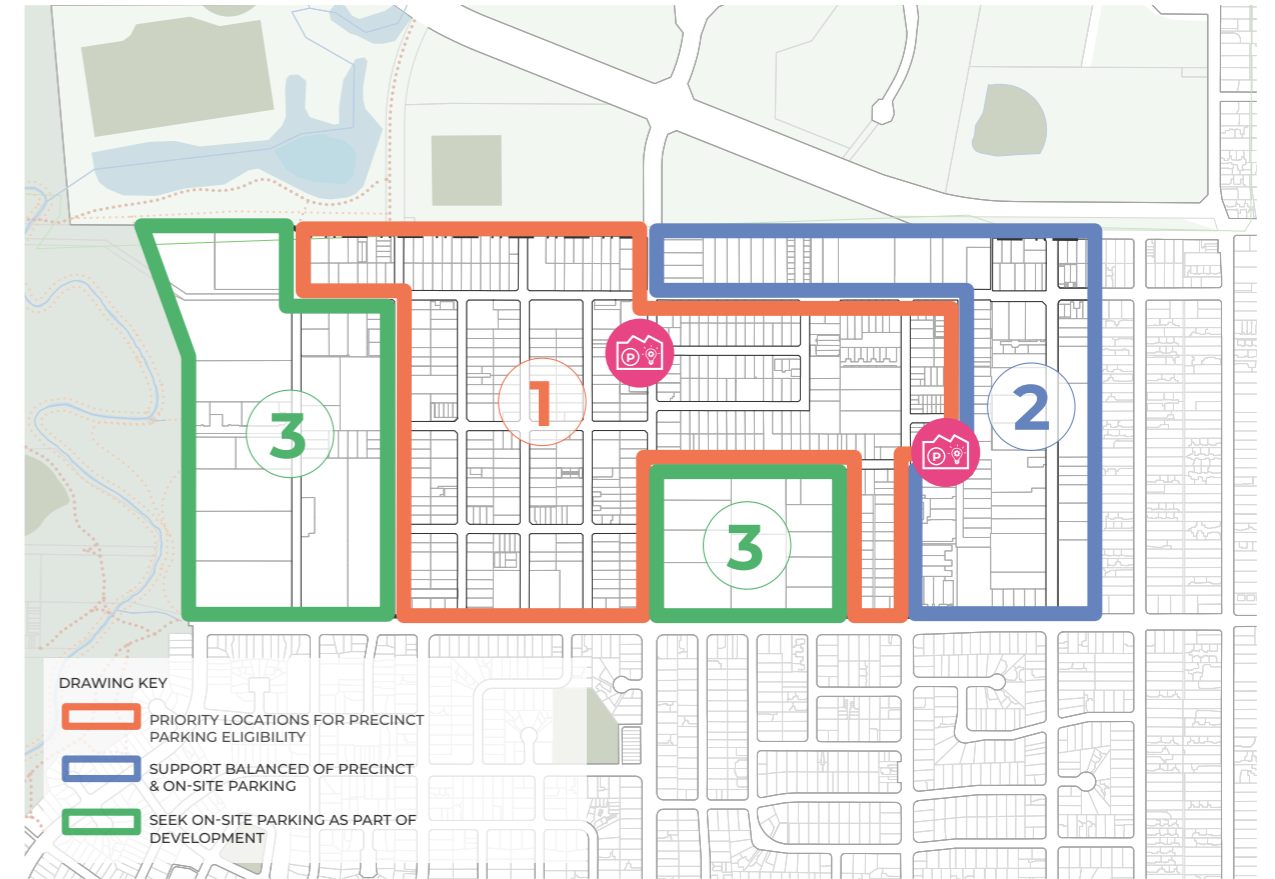 1
2
3
3
P
P
DRAWING KEY
PRIORITY LOCATIONS FOR PRECINCT
PARKING ELIGIBILITY
SUPPORT BALANCED OF PRECINCT
& ON-SITE PARKING
SEEK ON-SITE PARKING AS PART OF
DEVELOPMENT